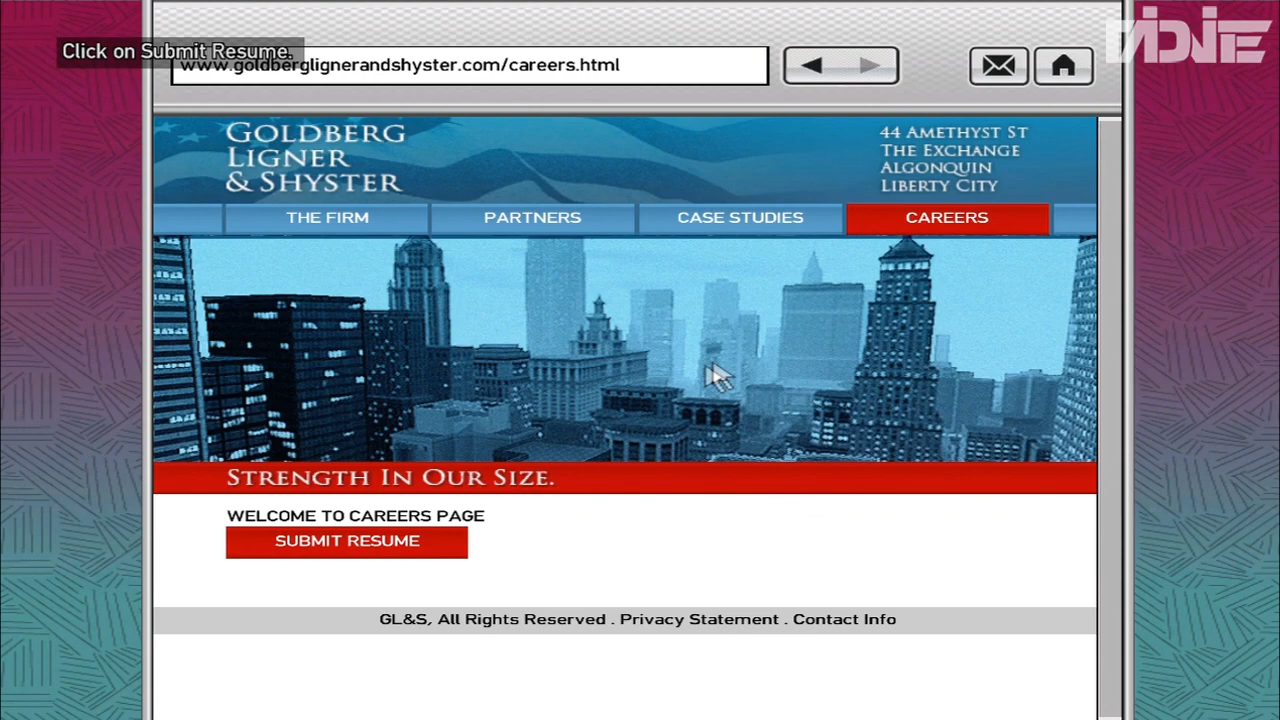 Click on Submit Resume.
www.goldberglignerandshyster.com/careers.html
GOLDBERG
LIGNER
& SHYSTER
44 AMETHYST ST
THE EXCHANGE
ALGONQUIN
LIBERTY CITY
THE FIRM
PARTNERS
CASE STUDIES
CAREERS
STRENGTH IN OUR SIZE.
WELCOME TO CAREERS PAGE
SUBMIT RESUME
GL&S, All Rights Reserved . Privacy Statement . Contact Info